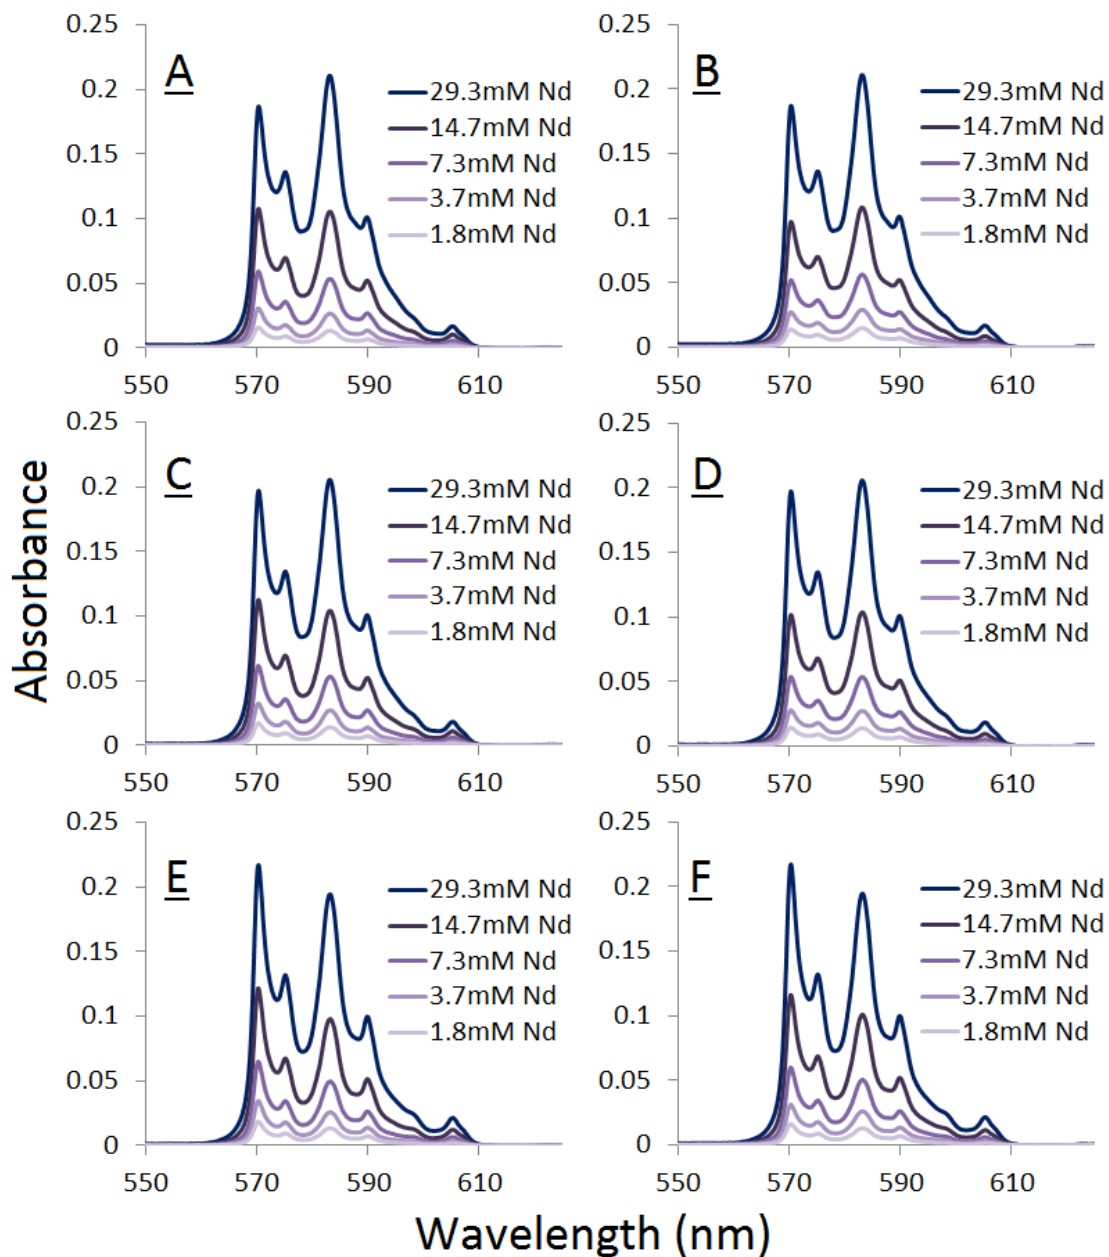 Absorbance
0.25
0.2
0.15
0.1
0.05
0
A
29.3mM Nd
14.7mM Nd
7.3mM Nd
3.7mM Nd
1.8mM Nd
550 570 590 610
0.25
0.2
0.15
0.1
0.05
0
B
29.3mM Nd
14.7mM Nd
7.3mM Nd
3.7mM Nd
1.8mM Nd
550 570 590 610
0.25
0.2
0.15
0.1
0.05
0
C
29.3mM Nd
14.7mM Nd
7.3mM Nd
3.7mM Nd
1.8mM Nd
550 570 590 610
0.25
0.2
0.15
0.1
0.05
0
D
29.3mM Nd
14.7mM Nd
7.3mM Nd
3.7mM Nd
1.8mM Nd
550 570 590 610
0.25
0.2
0.15
0.1
0.05
0
E
29.3mM Nd
14.7mM Nd
7.3mM Nd
3.7mM Nd
1.8mM Nd
550 570 590 610
0.25
0.2
0.15
0.1
0.05
0
F
29.3mM Nd
14.7mM Nd
7.3mM Nd
3.7mM Nd
1.8mM Nd
550 570 590 610
Wavelength (nm)